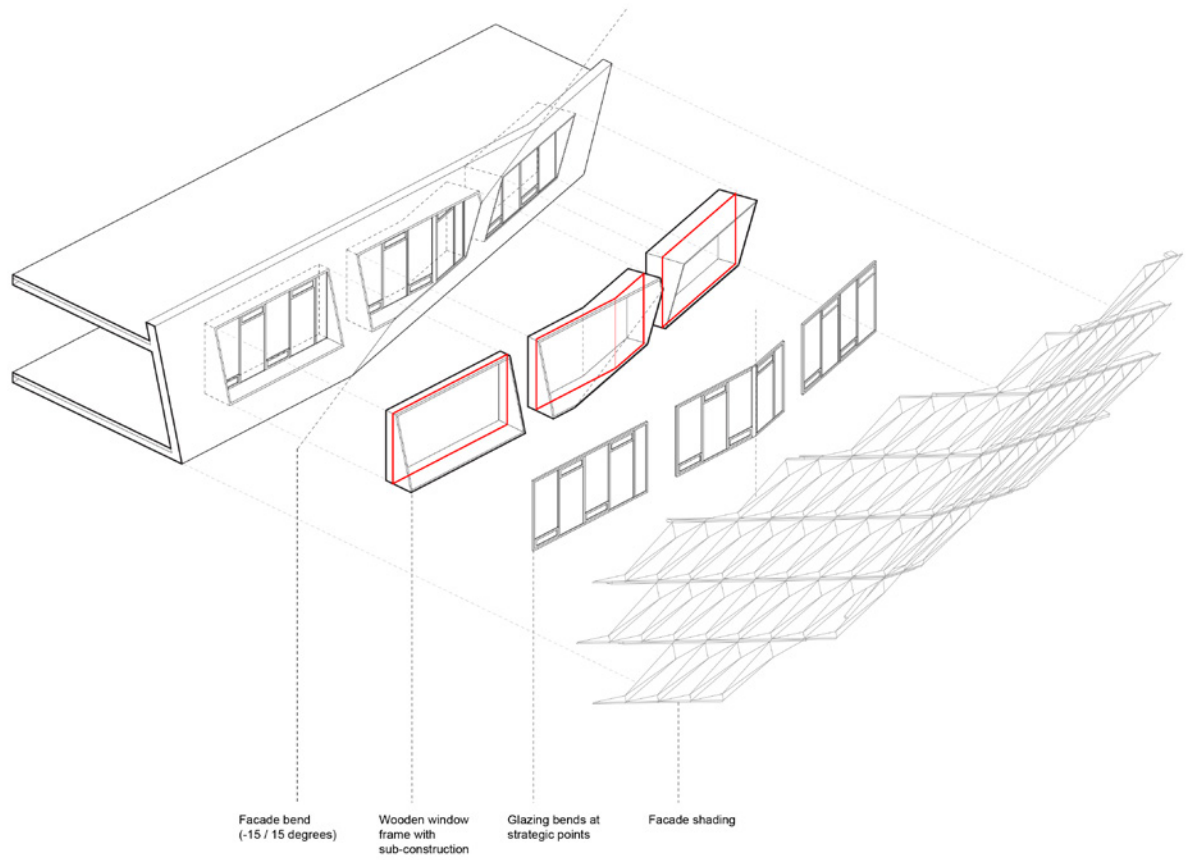 Facade bend
(-15 / 15 degrees)
Wooden window
frame with
sub-construction
Glazing bends at
strategic points
Facade shading